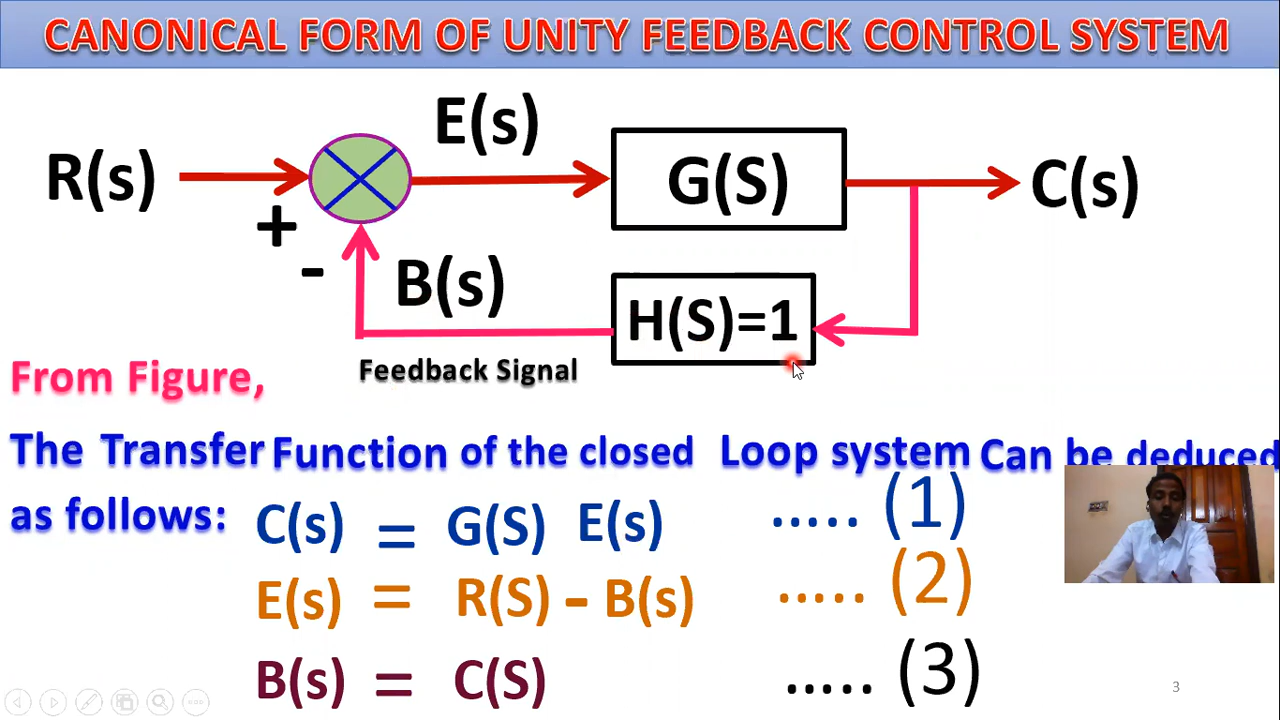 CANONICAL FORM OF UNITY FEEDBACK CONTROL SYSTEM
E(s)
R(s)
G(S)
C(s)
+
-
B(s)
H(S)=1
Feedback Signal
From Figure,
The Transfer Function of the closed Loop system Can be deduced
as follows:
C(s) = G(S) E(s) ..... (1)
E(s) = R(S) - B(s) ..... (2)
B(s) = C(S) ..... (3)
3